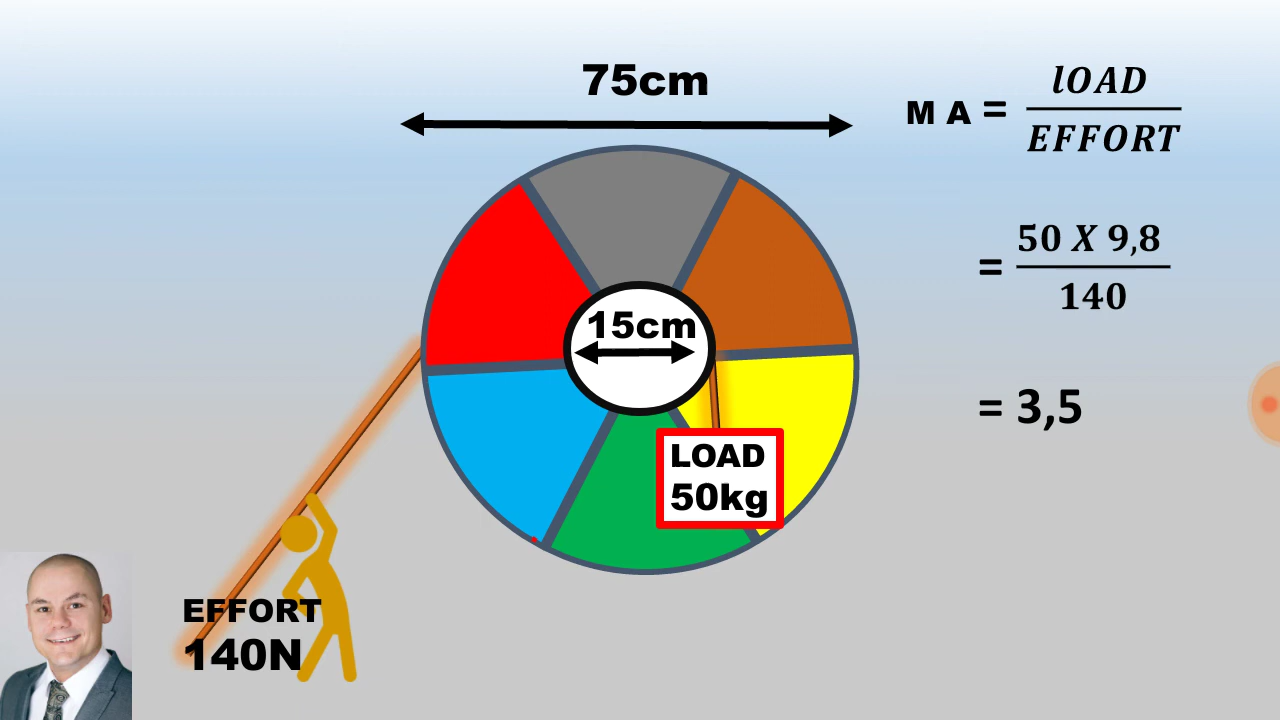 75cm
M A = lOAD
EFFORT
= 50 X 9,8
140
= 3,5
15cm
LOAD
50kg
EFFORT
140N